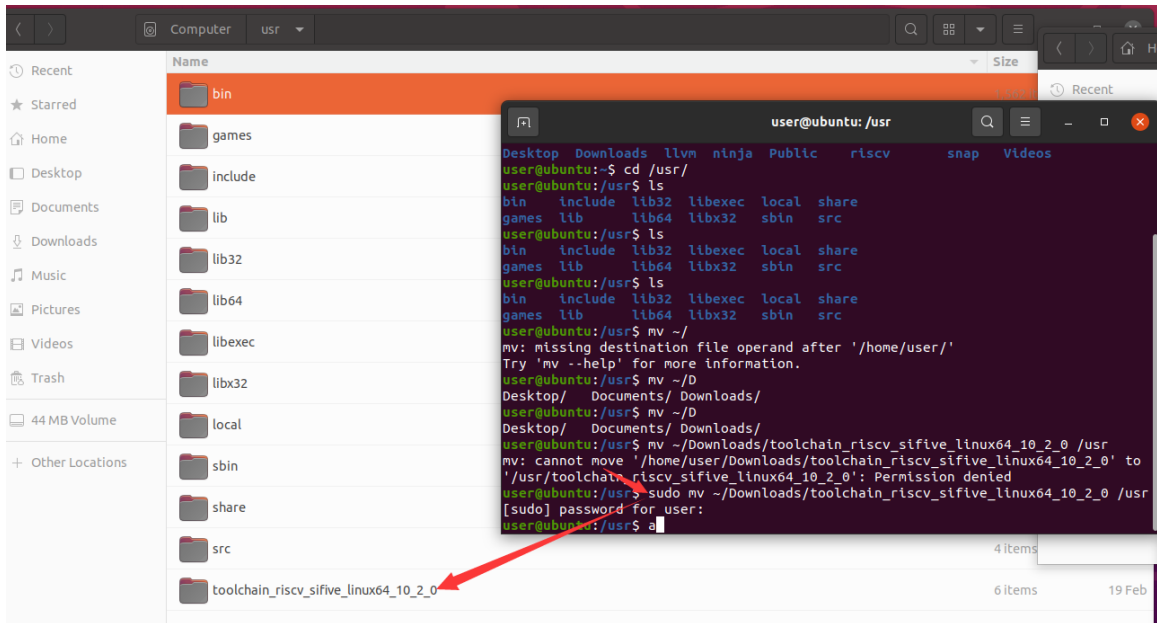 Computer usr
Name Size
Recent
Starred
Home
Desktop
Documents
Downloads
Music
Pictures
Videos
Trash
44 MB Volume
+ Other Locations
bin
games
include
lib
lib32
lib64
libexec
libx32
local
sbin
share
src 4 items
toolchain_riscv_sifive_linux64_10_2_0 6 items 19 Feb
H
Recent
user@ubuntu: /usr
Desktop Downloads llvm ninja Public riscv snap Videos
user@ubuntu:~$ cd /usr/
user@ubuntu:/usr$ ls
bin include lib32 libexec local share
games lib lib64 libx32 sbin src
user@ubuntu:/usr$ ls
bin include lib32 libexec local share
games lib lib64 libx32 sbin src
user@ubuntu:/usr$ ls
bin include lib32 libexec local share
games lib lib64 libx32 sbin src
user@ubuntu:/usr$ mv ~/
mv: missing destination file operand after '/home/user/'
Try 'mv --help' for more information.
user@ubuntu:/usr$ mv ~/D
Desktop/ Documents/ Downloads/
user@ubuntu:/usr$ mv ~/D
Desktop/ Documents/ Downloads/
user@ubuntu:/usr$ mv ~/Downloads/toolchain_riscv_sifive_linux64_10_2_0 /usr
mv: cannot move '/home/user/Downloads/toolchain_riscv_sifive_linux64_10_2_0' to
'/usr/toolchain_riscv_sifive_linux64_10_2_0': Permission denied
user@ubuntu:/usr$ sudo mv ~/Downloads/toolchain_riscv_sifive_linux64_10_2_0 /usr
[sudo] password for user:
user@ubuntu:/usr$ a